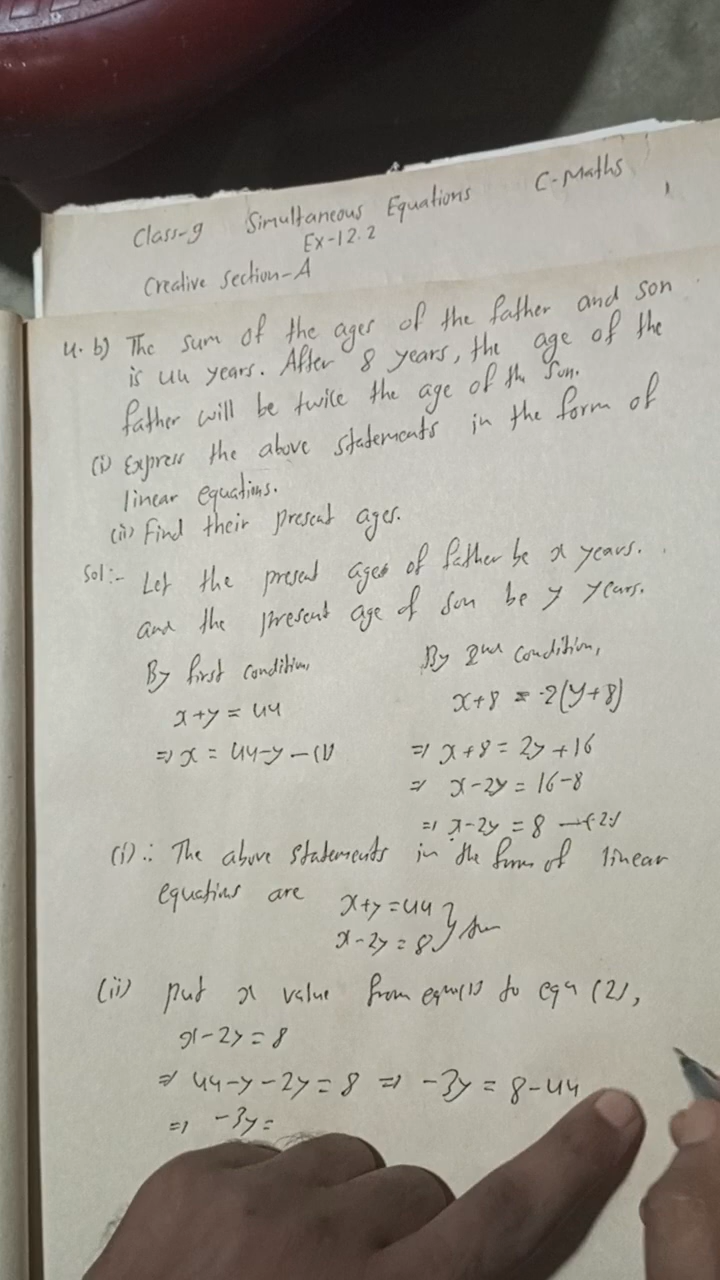 Class-9 Simultaneous Equations C-Maths
Ex-12.2
Creative Section-A
4. b) The sum of the ages of the father and son
is 44 years. After 8 years, the age of the
father will be twice the age of the son.
(i) Express the above statements in the form of
linear equations.
(ii) Find their present ages.
Sol:- Let the present ages of father be x years.
and the present age of son be y years.
By first condition,
x+y = 44
=> x = 44-y —(1)
By 2nd condition,
x+8 = 2(y+8)
=> x+8 = 2y+16
=> x-2y = 16-8
=> x-2y = 8 —(2)
(i) ∴ The above statements in the form of linear
equations are x+y = 44
x-2y = 8 }
(ii) put x value from eqn(1) to eqn (2),
x-2y = 8
=> 44-y-2y = 8 => -3y = 8-44
=> -3y =